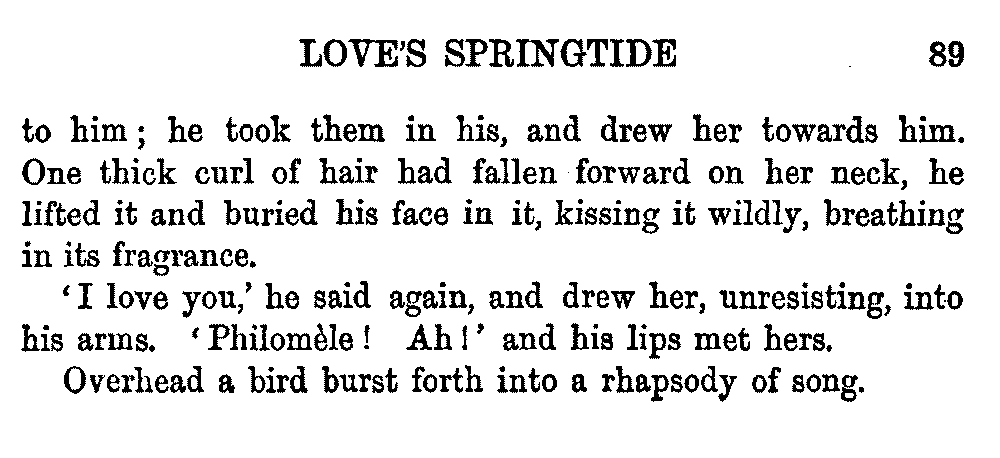 LOVE'S SPRINGTIDE 89
to him ; he took them in his, and drew her towards him.
One thick curl of hair had fallen forward on her neck, he
lifted it and buried his face in it, kissing it wildly, breathing
in its fragrance.
‘I love you,’ he said again, and drew her, unresisting, into
his arms. ‘Philomèle ! Ah !’ and his lips met hers.
Overhead a bird burst forth into a rhapsody of song.